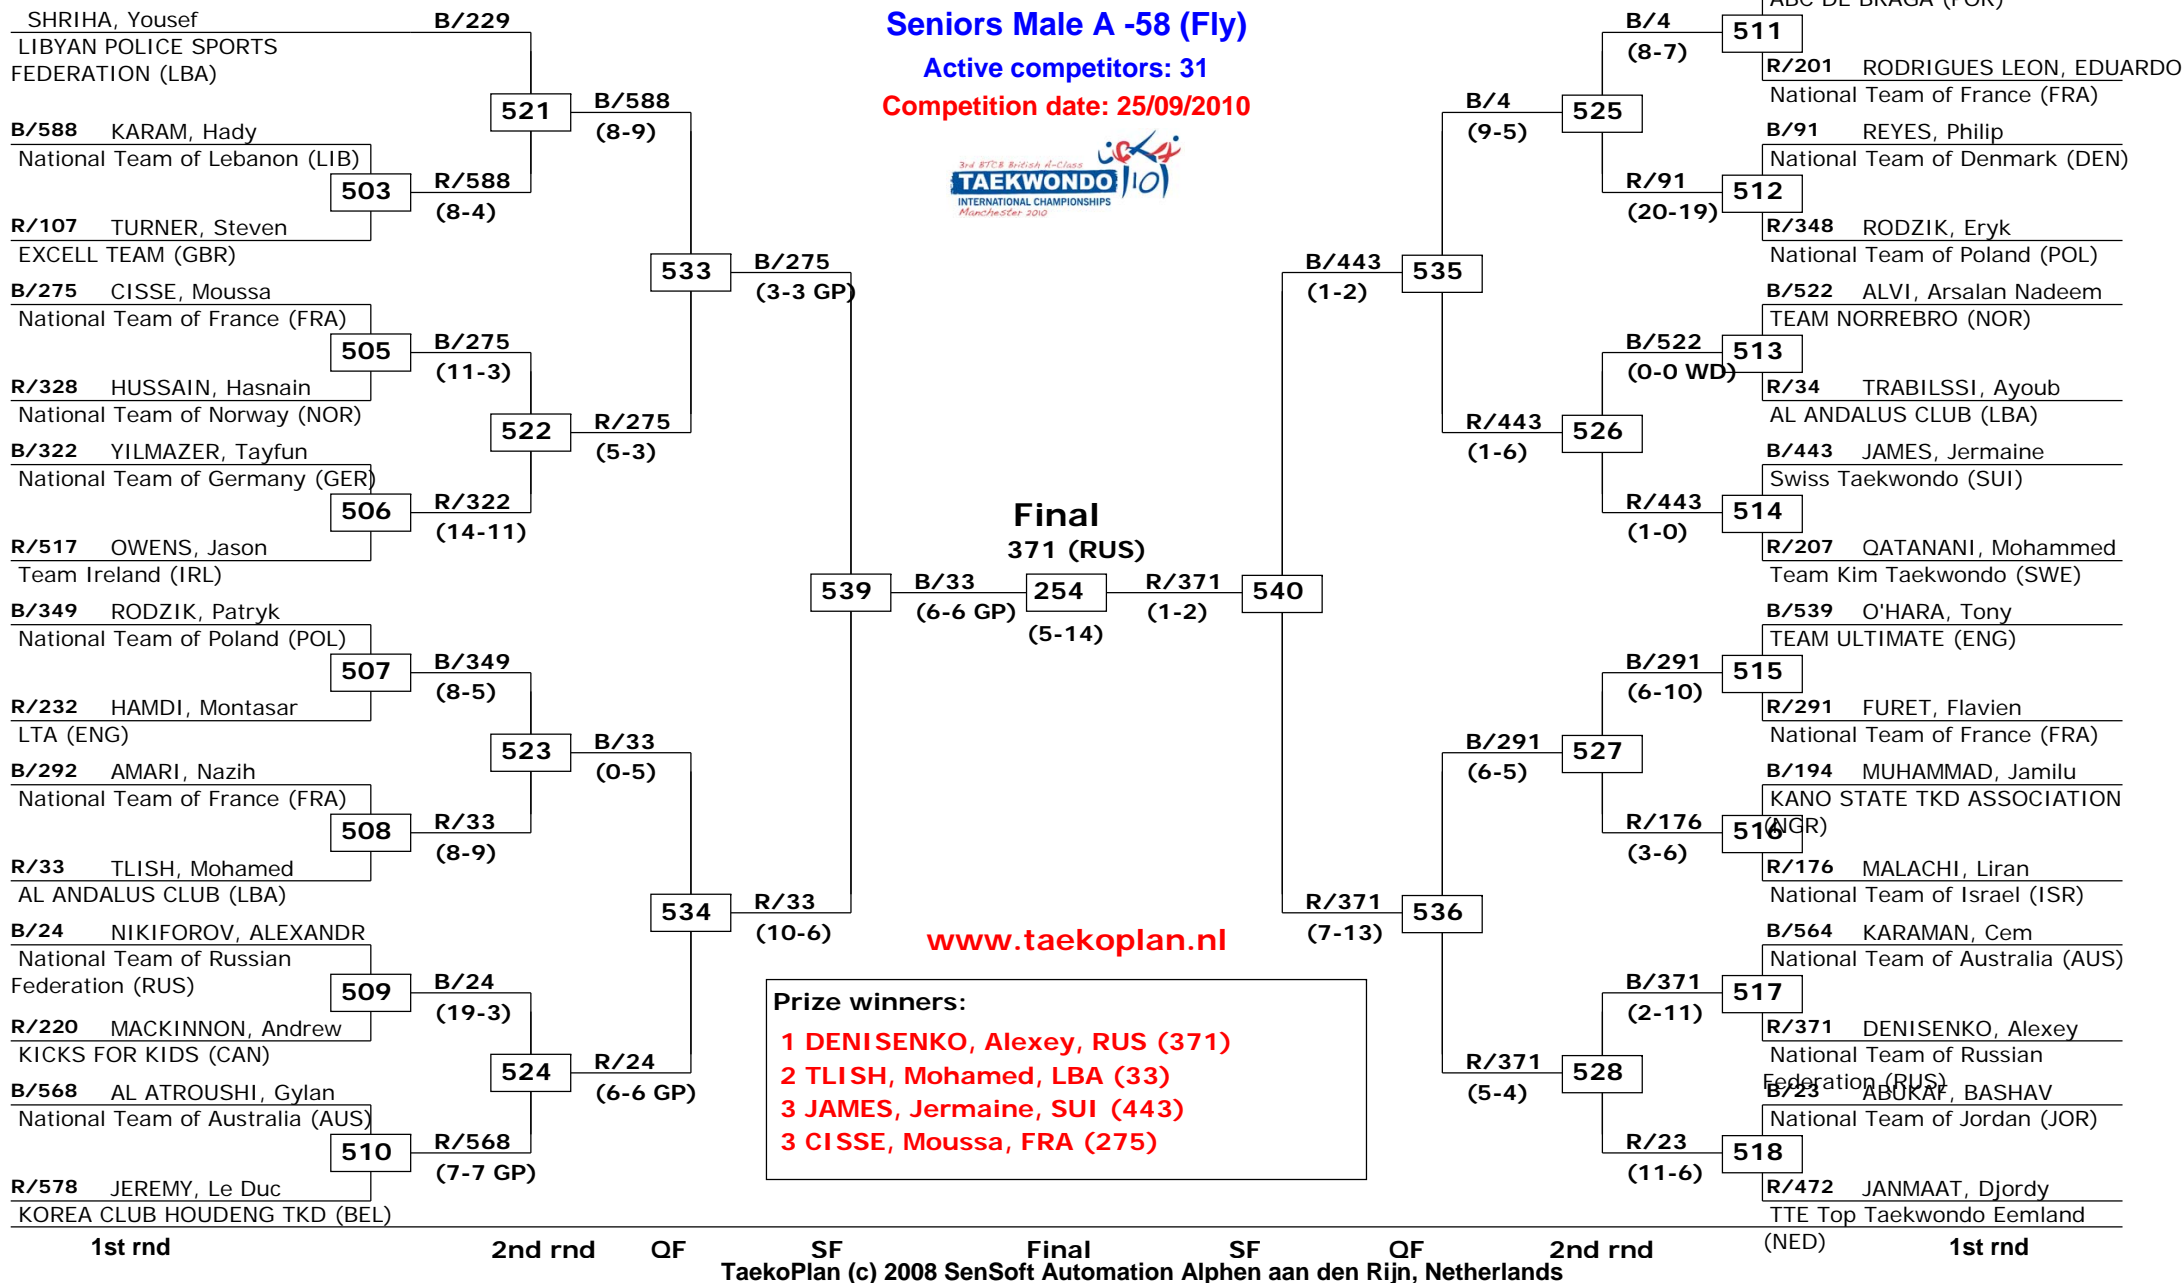 SHRIHA, Yousef
B/229
LIBYAN POLICE SPORTS
FEDERATION (LBA)
B/588 KARAM, Hady
National Team of Lebanon (LIB)
503
R/107 TURNER, Steven
EXCELL TEAM (GBR)
B/275 CISSE, Moussa
National Team of France (FRA)
505
R/328 HUSSAIN, Hasnain
National Team of Norway (NOR)
B/322 YILMAZER, Tayfun
National Team of Germany (GER)
506
R/517 OWENS, Jason
Team Ireland (IRL)
B/349 RODZIK, Patryk
National Team of Poland (POL)
507
R/232 HAMDI, Montasar
LTA (ENG)
B/292 AMARI, Nazih
National Team of France (FRA)
508
R/33 TLISH, Mohamed
AL ANDALUS CLUB (LBA)
B/24 NIKIFOROV, ALEXANDR
National Team of Russian
Federation (RUS)
509
R/220 MACKINNON, Andrew
KICKS FOR KIDS (CAN)
B/568 AL ATROUSHI, Gylan
National Team of Australia (AUS)
510
R/578 JEREMY, Le Duc
KOREA CLUB HOUDENG TKD (BEL)
521
R/588
(8-4)
B/275
(11-3)
522
R/322
(14-11)
B/349
(8-5)
523
R/33
(8-9)
B/24
(19-3)
524
R/568
(7-7 GP)
B/588
(8-9)
533
R/275
(5-3)
B/33
(0-5)
534
R/24
(6-6 GP)
B/275
(3-3 GP)
539
R/33
(10-6)
Seniors Male A -58 (Fly)
Active competitors: 31
Competition date: 25/09/2010
3rd BTCB British A-Class
TAEKWONDO 10
INTERNATIONAL CHAMPIONSHIPS
Manchester 2010
Final
371 (RUS)
B/33
(6-6 GP)
254
(5-14)
R/371
(1-2)
www.taekoplan.nl
Prize winners:
1 DENISENKO, Alexey, RUS (371)
2 TLISH, Mohamed, LBA (33)
3 JAMES, Jermaine, SUI (443)
3 CISSE, Moussa, FRA (275)
B/443
(1-2)
540
R/371
(7-13)
B/4
(9-5)
535
R/443
(1-6)
B/291
(6-5)
536
R/371
(5-4)
B/4
(8-7)
525
R/91
(20-19)
B/522
(0-0 WD)
526
R/443
(1-0)
B/291
(6-10)
527
R/176
(3-6)
B/371
(2-11)
528
R/23
(11-6)
ABC DE BRAGA (POR)
511
R/201 RODRIGUES LEON, EDUARDO
National Team of France (FRA)
B/91 REYES, Philip
National Team of Denmark (DEN)
512
R/348 RODZIK, Eryk
National Team of Poland (POL)
B/522 ALVI, Arsalan Nadeem
TEAM NORREBRO (NOR)
513
R/34 TRABILSSI, Ayoub
AL ANDALUS CLUB (LBA)
B/443 JAMES, Jermaine
Swiss Taekwondo (SUI)
514
R/207 QATANANI, Mohammed
Team Kim Taekwondo (SWE)
B/539 O'HARA, Tony
TEAM ULTIMATE (ENG)
515
R/291 FURET, Flavien
National Team of France (FRA)
B/194 MUHAMMAD, Jamilu
KANO STATE TKD ASSOCIATION
(NGR)
516
R/176 MALACHI, Liran
National Team of Israel (ISR)
B/564 KARAMAN, Cem
National Team of Australia (AUS)
517
R/371 DENISENKO, Alexey
National Team of Russian
Federation (RUS)
B/23 ABUKAF, BASHAV
National Team of Jordan (JOR)
518
R/472 JANMAAT, Djordy
TTE Top Taekwondo Eemland
(NED)
1st rnd 2nd rnd QF SF Final SF QF 2nd rnd 1st rnd
TaekoPlan (c) 2008 SenSoft Automation Alphen aan den Rijn, Netherlands